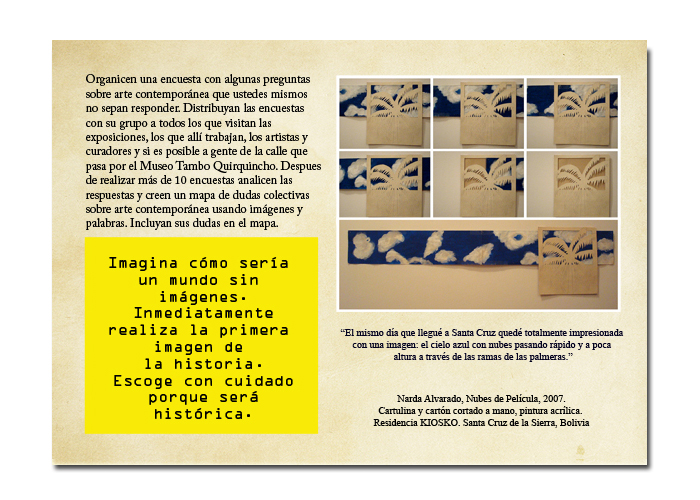 Organicen una encuesta con algunas preguntas
sobre arte contemporánea que ustedes mismos
no sepan responder. Distribuyan las encuestas
con su grupo a todos los que visitan las
exposiciones, los que allí trabajan, los artistas y
curadores y si es posible a gente de la calle que
pasa por el Museo Tambo Quirquincho. Despues
de realizar más de 10 encuestas analicen las
respuestas y creen un mapa de dudas colectivas
sobre arte contemporánea usando imágenes y
palabras. Incluyan sus dudas en el mapa.
Imagina cómo sería
un mundo sin
imágenes.
Inmediatamente
realiza la primera
imagen de
la historia.
Escoge con cuidado
porque será
histórica.
“El mismo día que llegué a Santa Cruz quedé totalmente impresionada
con una imagen: el cielo azul con nubes pasando rápido y a poca
altura a través de las ramas de las palmeras.”
Narda Alvarado, Nubes de Película, 2007.
Cartulina y cartón cortado a mano, pintura acrílica.
Residencia KIOSKO. Santa Cruz de la Sierra, Bolivia